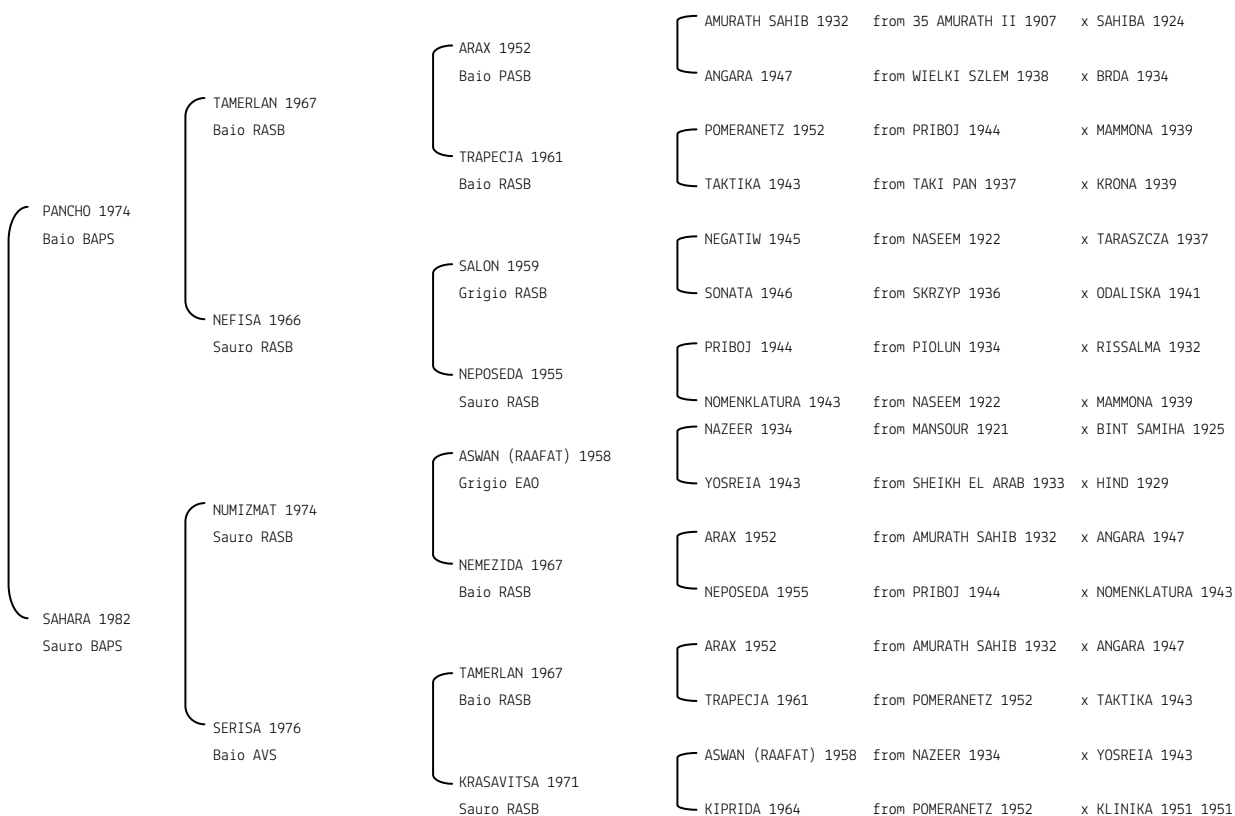 AMURATH SAHIB 1932 from 35 AMURATH II 1907 x SAHIBA 1924
ARAX 1952
Baio PASB
ANGARA 1947 from WIELKI SZLEM 1938 x BRDA 1934
TAMERLAN 1967
Baio RASB
POMERANETZ 1952 from PRIBOJ 1944 x MAMMONA 1939
TRAPECJA 1961
Baio RASB
TAKTIKA 1943 from TAKI PAN 1937 x KRONA 1939
PANCHO 1974
Baio BAPS
NEGATIW 1945 from NASEEM 1922 x TARASZCZA 1937
SALON 1959
Grigio RASB
SONATA 1946 from SKRZYP 1936 x ODALISKA 1941
NEFISA 1966
Sauro RASB
PRIBOJ 1944 from PIOLUN 1934 x RISSALMA 1932
NEPOSEDA 1955
Sauro RASB
NOMENKLATURA 1943 from NASEEM 1922 x MAMMONA 1939
NAZEER 1934 from MANSOUR 1921 x BINT SAMIHA 1925
ASWAN (RAAFAT) 1958
Grigio EAO
YOSREIA 1943 from SHEIKH EL ARAB 1933 x HIND 1929
NUMIZMAT 1974
Sauro RASB
ARAX 1952 from AMURATH SAHIB 1932 x ANGARA 1947
NEMEZIDA 1967
Baio RASB
NEPOSEDA 1955 from PRIBOJ 1944 x NOMENKLATURA 1943
SAHARA 1982
Sauro BAPS
ARAX 1952 from AMURATH SAHIB 1932 x ANGARA 1947
TAMERLAN 1967
Baio RASB
TRAPECJA 1961 from POMERANETZ 1952 x TAKTIKA 1943
SERISA 1976
Baio AVS
ASWAN (RAAFAT) 1958 from NAZEER 1934 x YOSREIA 1943
KRASAVITSA 1971
Sauro RASB
KIPRIDA 1964 from POMERANETZ 1952 x KLINIKA 1951 1951